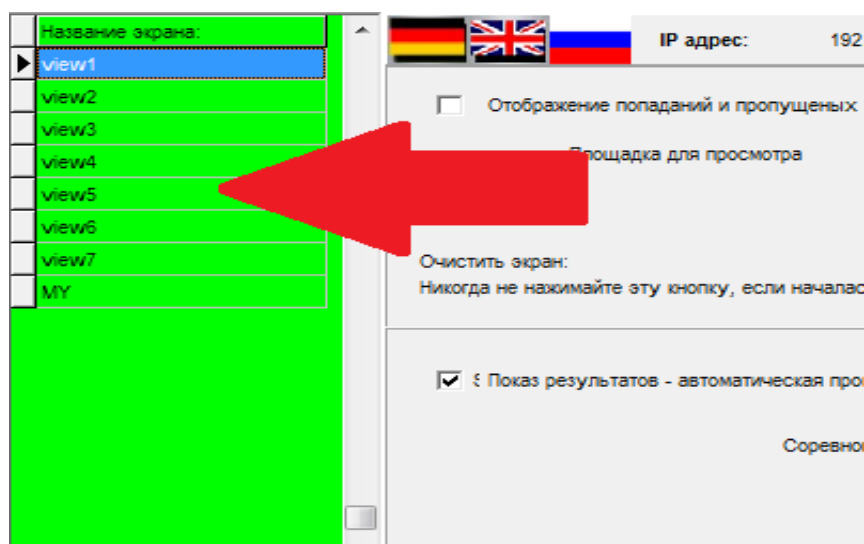 Название экрана:
view1
view2
view3
view4
view5
view6
view7
MY
IP адрес: 192
Отображение попаданий и пропущеных
Площадка для просмотра
Очистить экран:
Никогда не нажимайте эту кнопку, если началас
Показ результатов - автоматическая про
Соревно